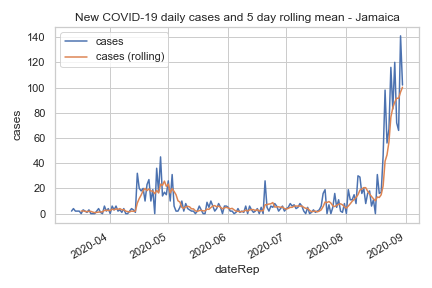 New COVID-19 daily cases and 5 day rolling mean - Jamaica
cases
cases (rolling)
140
120
100
80
60
40
20
0
cases
2020-04
2020-05
2020-06
2020-07
2020-08
2020-09
dateRep